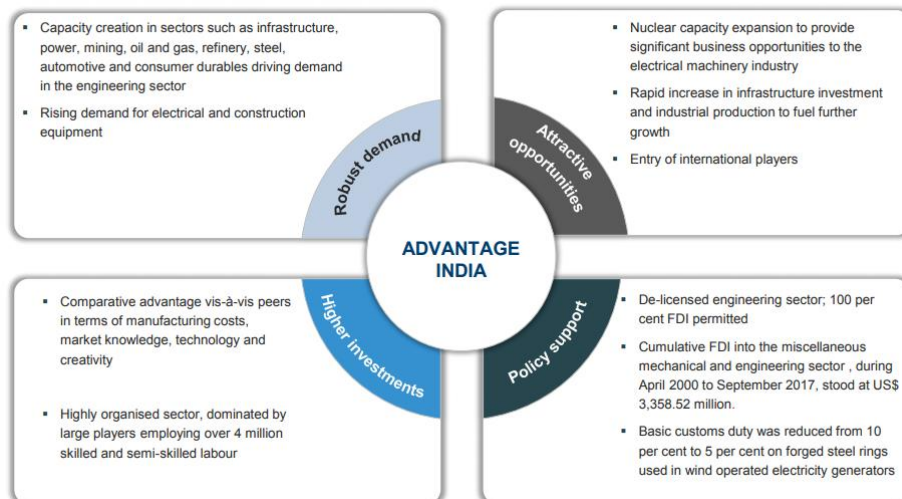 ▪ Capacity creation in sectors such as infrastructure,
power, mining, oil and gas, refinery, steel,
automotive and consumer durables driving demand
in the engineering sector
▪ Rising demand for electrical and construction
equipment
Robust demand
▪ Nuclear capacity expansion to provide
significant business opportunities to the
electrical machinery industry
▪ Rapid increase in infrastructure investment
and industrial production to fuel further
growth
▪ Entry of international players
Attractive
opportunities
ADVANTAGE
INDIA
▪ Comparative advantage vis-à-vis peers
in terms of manufacturing costs,
market knowledge, technology and
creativity
▪ Highly organised sector, dominated by
large players employing over 4 million
skilled and semi-skilled labour
Higher investments
▪ De-licensed engineering sector; 100 per
cent FDI permitted
▪ Cumulative FDI into the miscellaneous
mechanical and engineering sector , during
April 2000 to September 2017, stood at US$
3,358.52 million.
▪ Basic customs duty was reduced from 10
per cent to 5 per cent on forged steel rings
used in wind operated electricity generators
Policy support